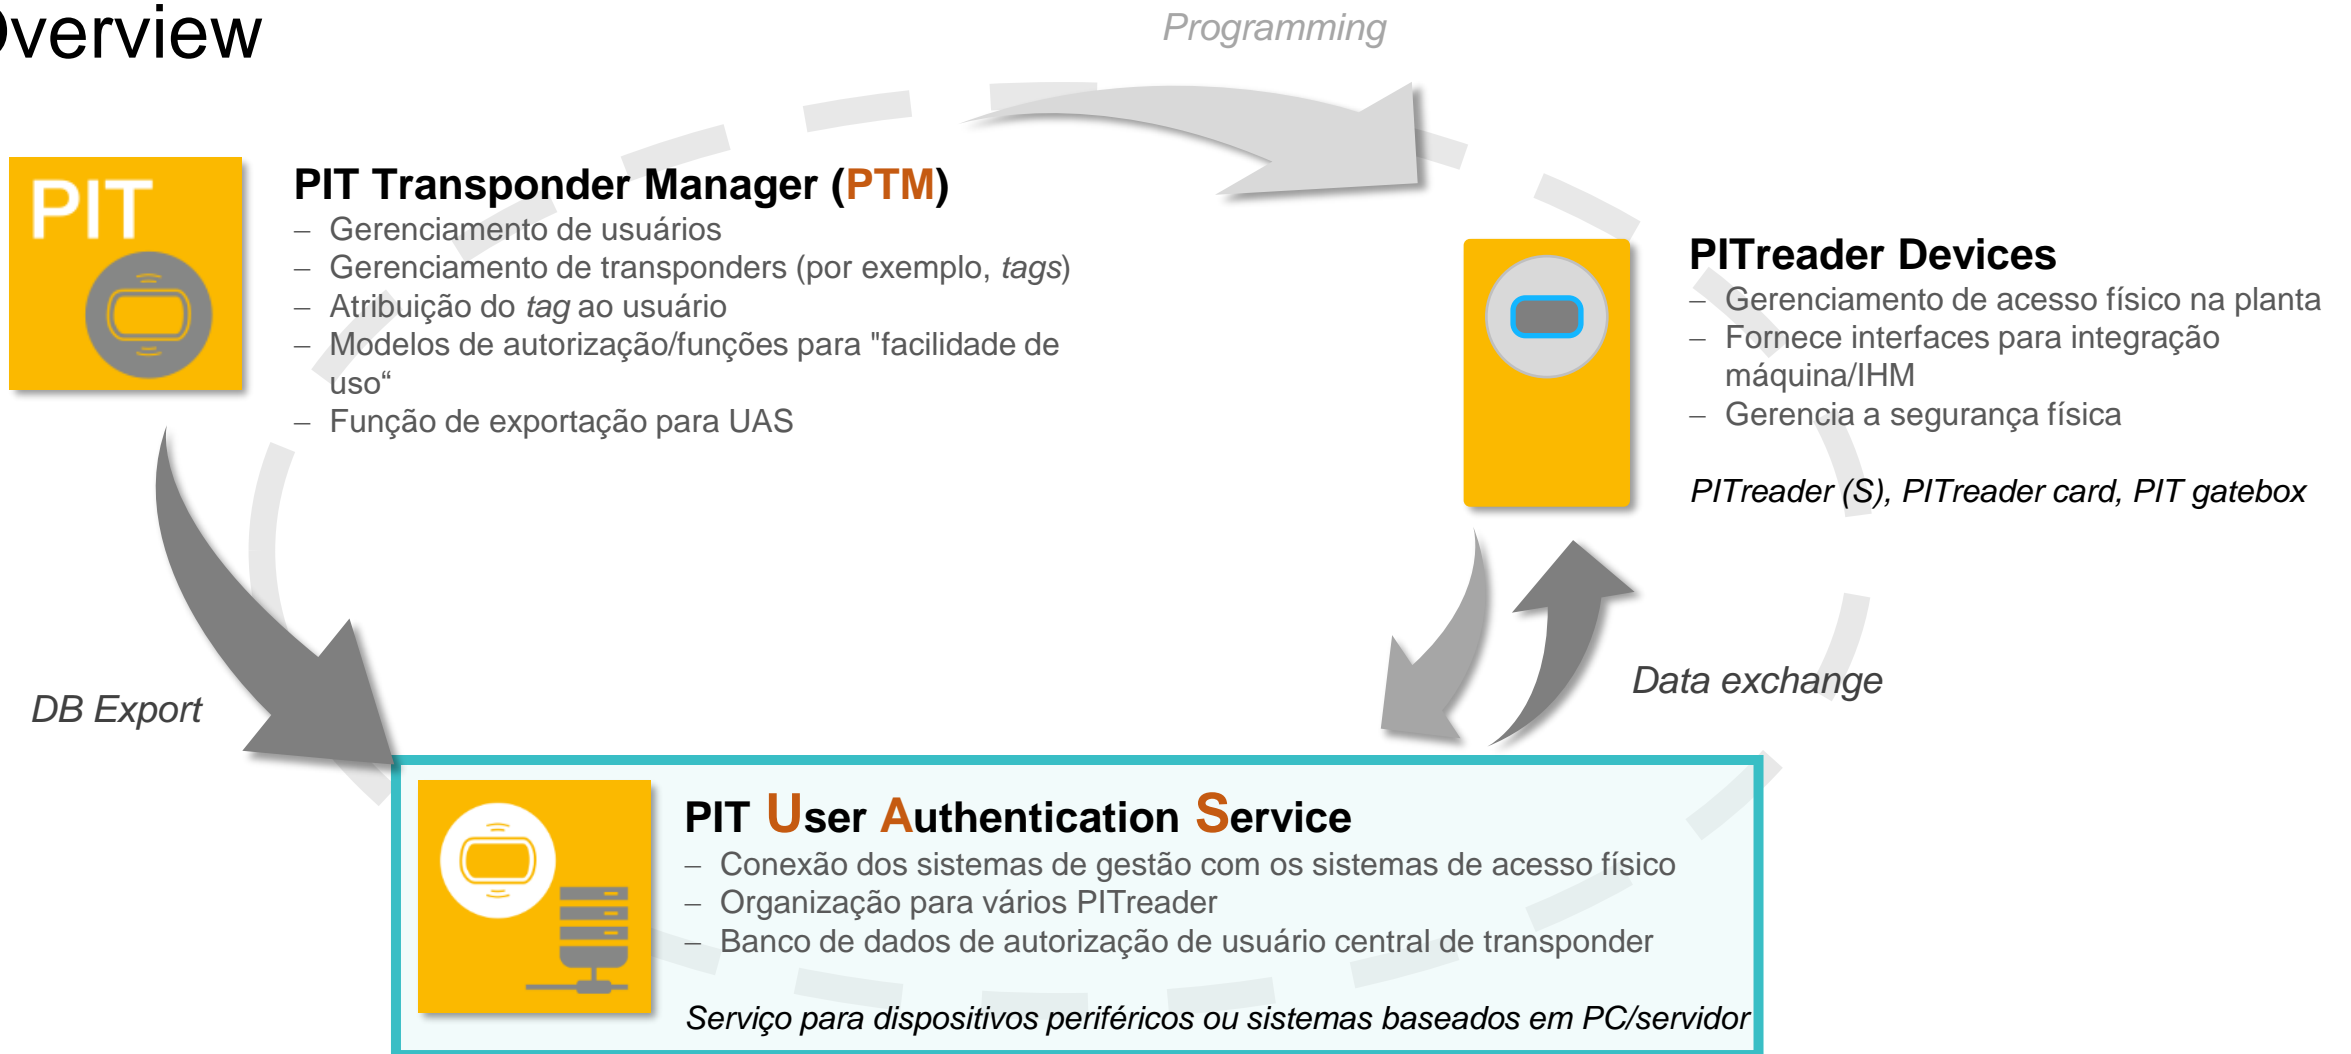 Overview
Programming
PIT
PIT Transponder Manager (PTM)
– Gerenciamento de usuários
– Gerenciamento de transponders (por exemplo, tags)
– Atribuição do tag ao usuário
– Modelos de autorização/funções para "facilidade de
uso“
– Função de exportação para UAS
PITreader Devices
– Gerenciamento de acesso físico na planta
– Fornece interfaces para integração
máquina/IHM
– Gerencia a segurança física
PITreader (S), PITreader card, PIT gatebox
DB Export
Data exchange
PIT User Authentication Service
– Conexão dos sistemas de gestão com os sistemas de acesso físico
– Organização para vários PITreader
– Banco de dados de autorização de usuário central de transponder
Serviço para dispositivos periféricos ou sistemas baseados em PC/servidor